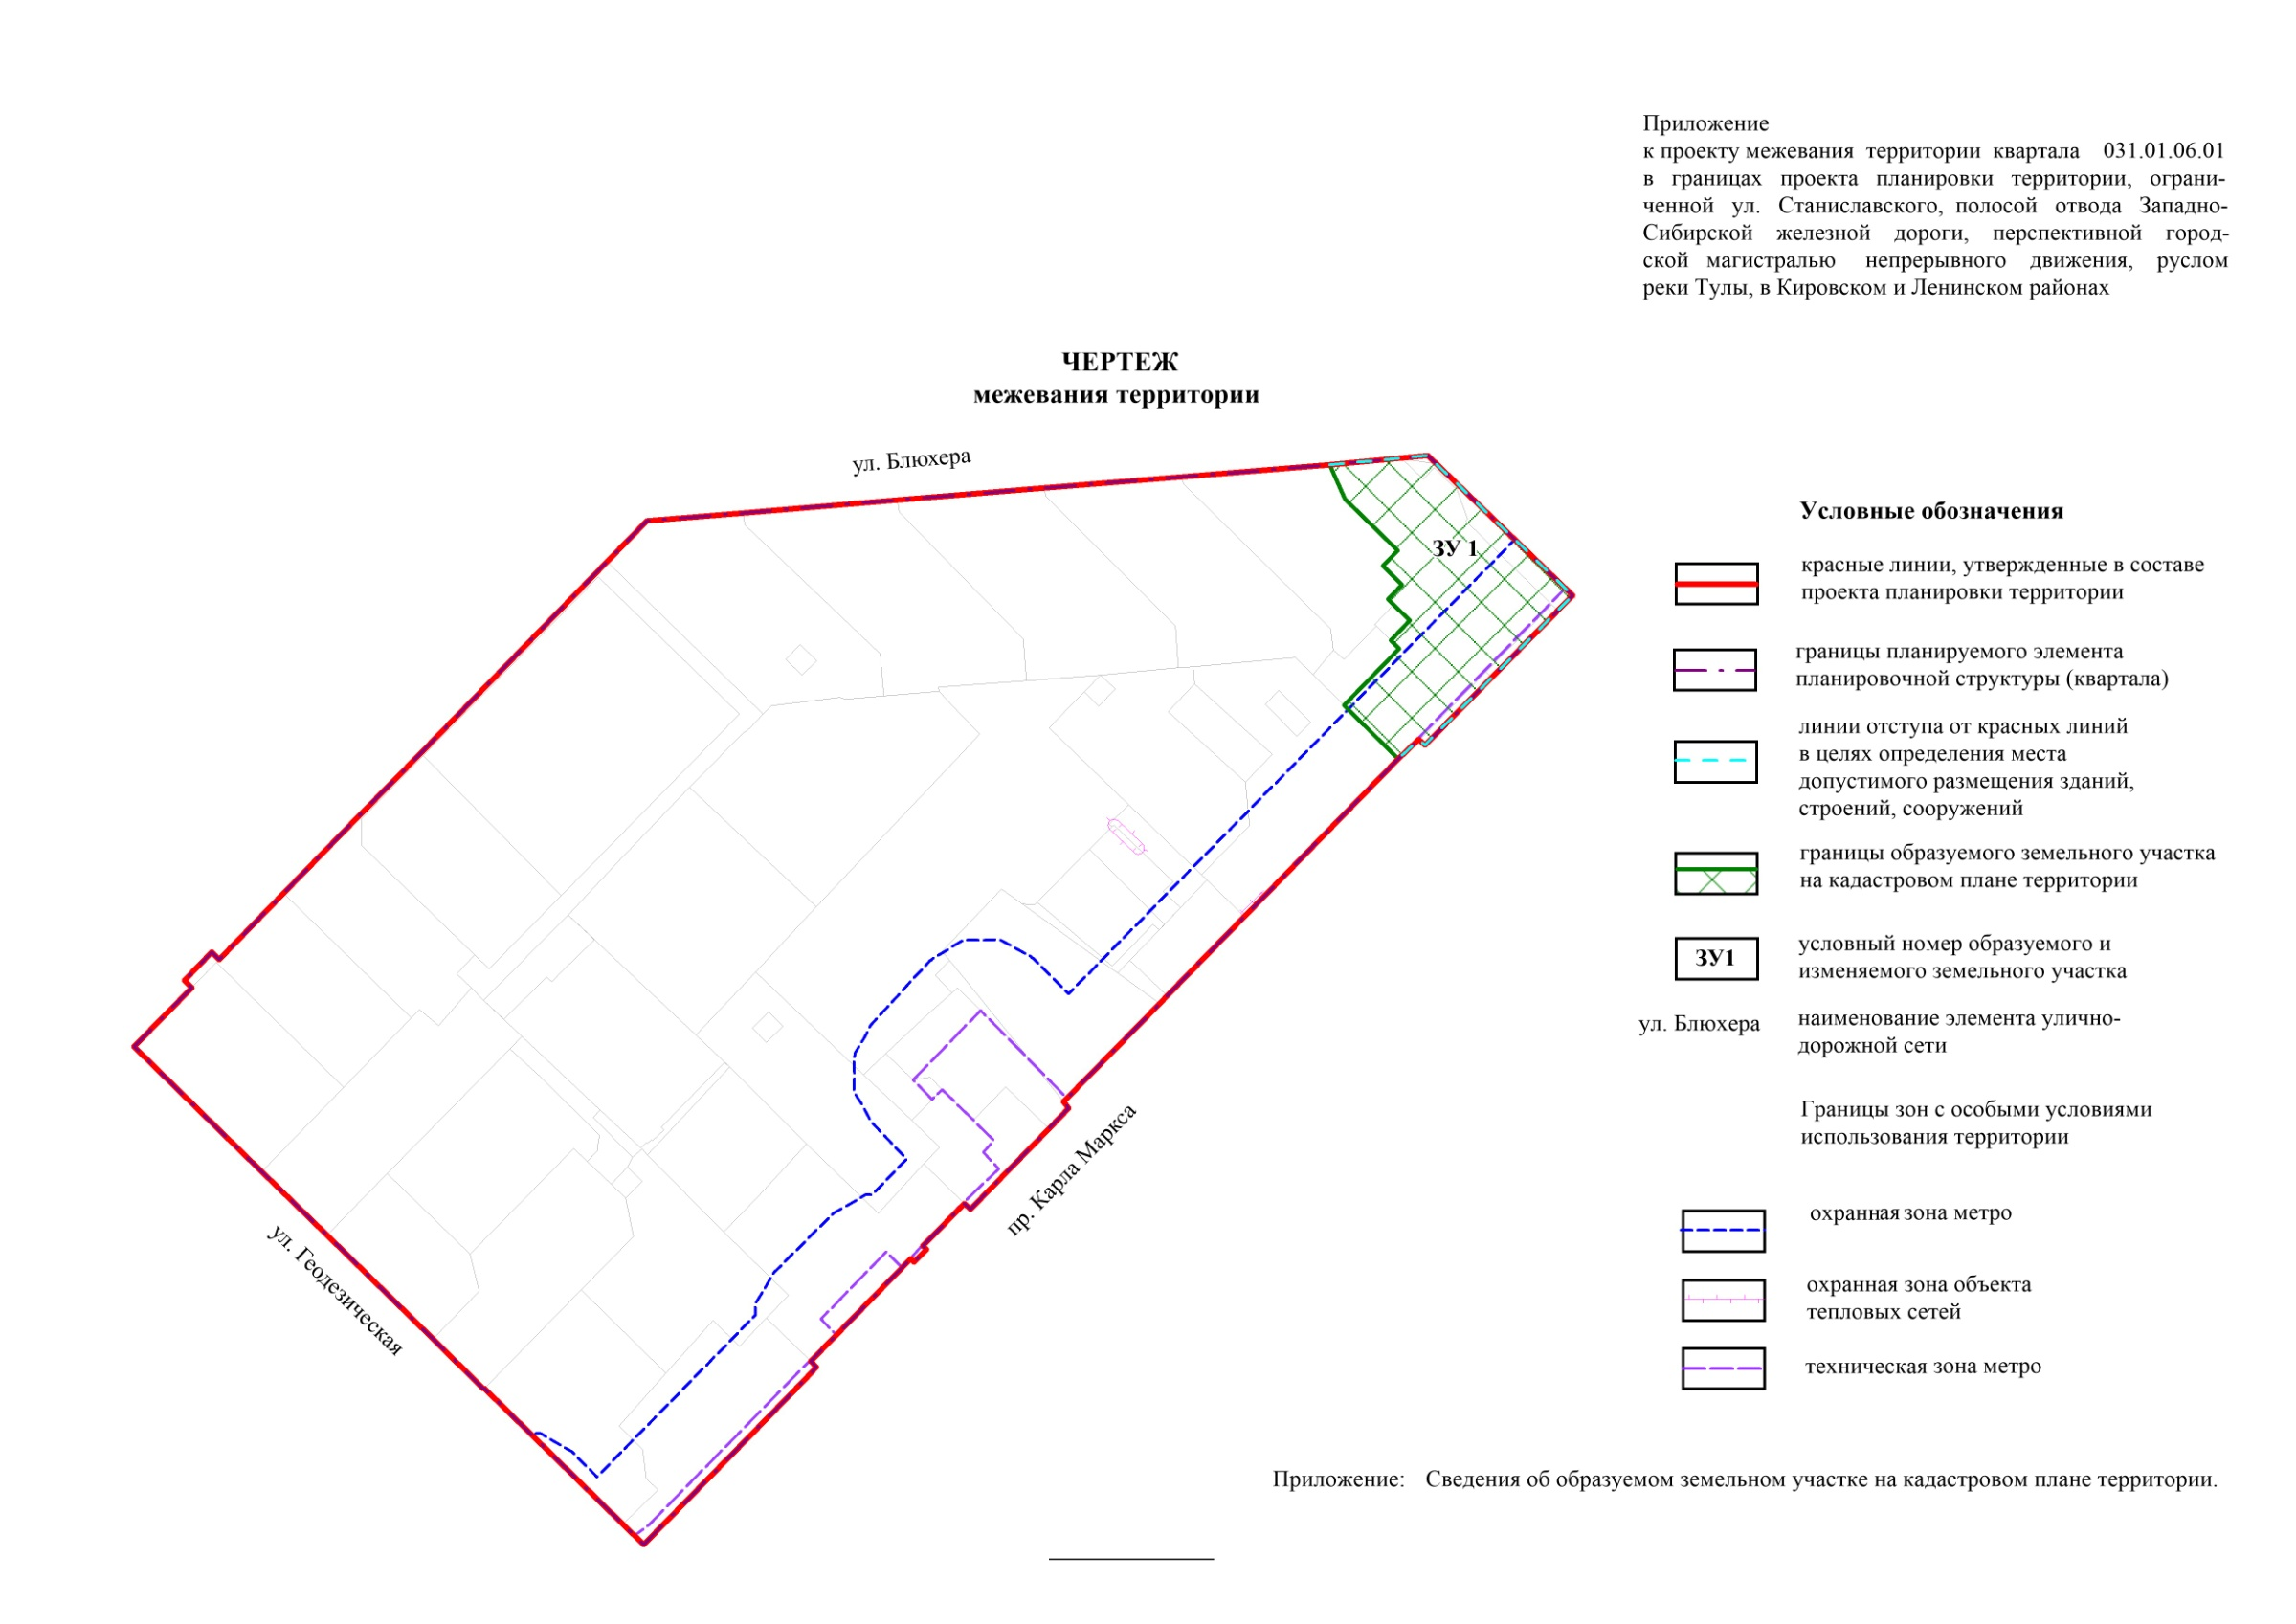 Приложение
к проекту межевания территории квартала 031.01.06.01
в границах проекта планировки территории, ограни-
ченной ул. Станиславского, полосой отвода Западно-
Сибирской железной дороги, перспективной город-
ской магистралью непрерывного движения, руслом
реки Тулы, в Кировском и Ленинском районах
ЧЕРТЕЖ
межевания территории
ул. Блюхера
ЗУ 1
пр. Карла Маркса
ул. Геодезическая
Условные обозначения
красные линии, утвержденные в составе
проекта планировки территории
границы планируемого элемента
планировочной структуры (квартала)
линии отступа от красных линий
в целях определения места
допустимого размещения зданий,
строений, сооружений
границы образуемого земельного участка
на кадастровом плане территории
ЗУ1
условный номер образуемого и
изменяемого земельного участка
ул. Блюхера
наименование элемента улично-
дорожной сети
Границы зон с особыми условиями
использования территории
охранная зона метро
охранная зона объекта
тепловых сетей
техническая зона метро
Приложение: Сведения об образуемом земельном участке на кадастровом плане территории.